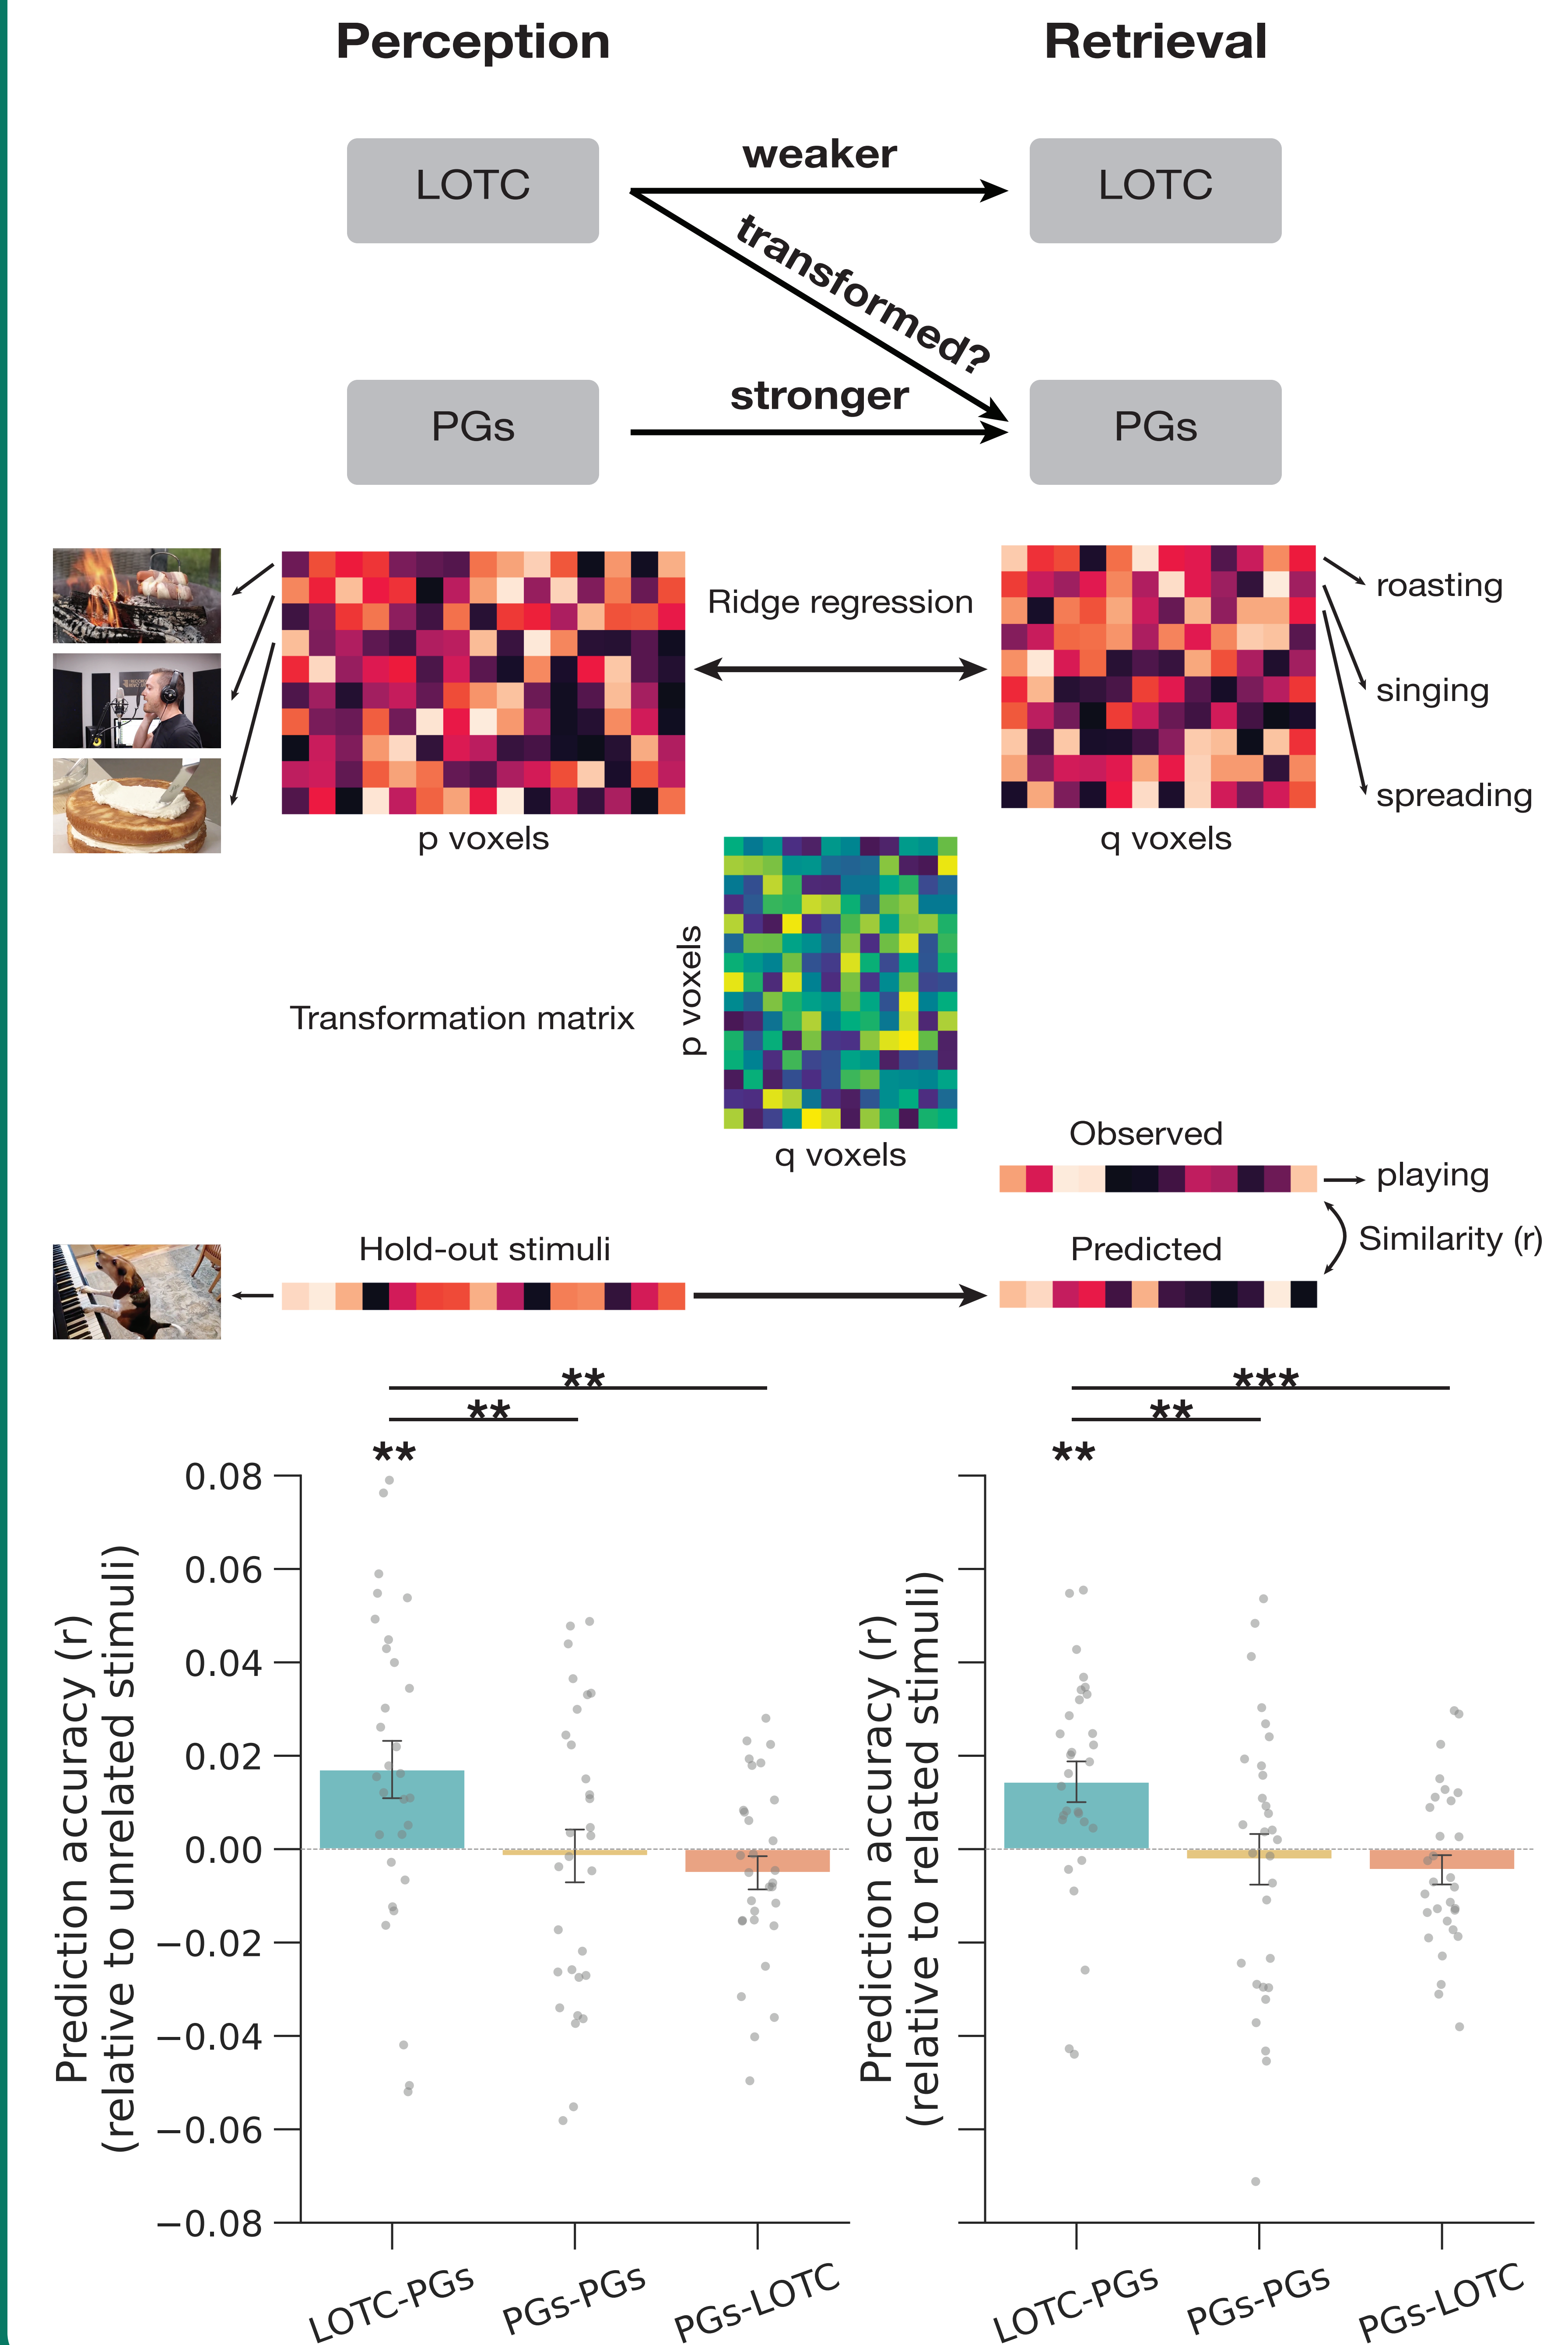 Perception
Retrieval
LOTC
weaker
LOTC
transformed?
PGs
stronger
PGs
Ridge regression
roasting
singing
spreading
p voxels
q voxels
Transformation matrix
p voxels
q voxels
Observed
playing
Similarity (r)
Hold-out stimuli
Predicted
**
**
**
***
**
**
Prediction accuracy (r)
(relative to unrelated stimuli)
0.08
0.06
0.04
0.02
0.00
−0.02
−0.04
−0.06
−0.08
LOTC-PGs
PGs-PGs
PGs-LOTC
Prediction accuracy (r)
(relative to related stimuli)
LOTC-PGs
PGs-PGs
PGs-LOTC